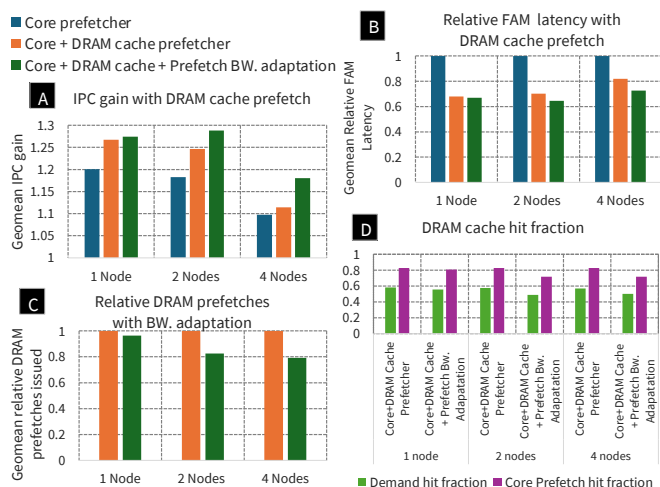 Core prefetcher
Core + DRAM cache prefetcher
Core + DRAM cache + Prefetch BW. adaptation
A
IPC gain with DRAM cache prefetch
Geomean IPC gain
1.3
1.25
1.2
1.15
1.1
1.05
1
1 Node
2 Nodes
4 Nodes
B
Relative FAM latency with
DRAM cache prefetch
Geomean Relative FAM
Latency
1
0.8
0.6
0.4
0.2
0
1 Node
2 Nodes
4 Nodes
C
Relative DRAM prefetches
with BW. adaptation
Geomean relative DRAM
prefetches issued
1
0.8
0.6
0.4
0.2
0
1 Node
2 Nodes
4 Nodes
D
DRAM cache hit fraction
1
0.8
0.6
0.4
0.2
0
Core+DRAM Cache
Prefetcher
Core+DRAM Cache
+ Prefetch Bw.
Adapatation
Core+DRAM Cache
Prefetcher
Core+DRAM Cache
+ Prefetch Bw.
Adapatation
Core+DRAM Cache
Prefetcher
Core+DRAM Cache
+ Prefetch Bw.
Adapatation
1 node
2 nodes
4 nodes
Demand hit fraction
Core Prefetch hit fraction